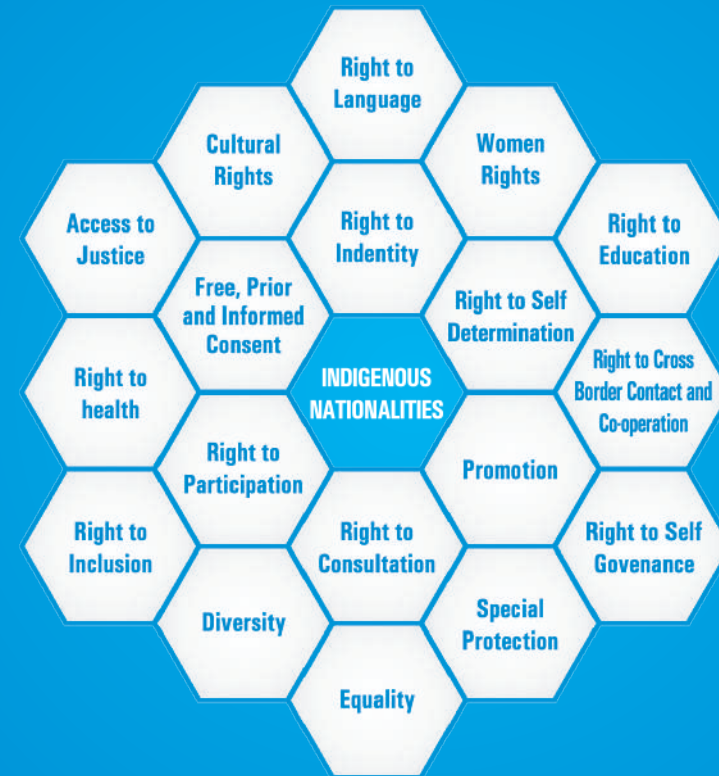 Right to
Language
Cultural
Rights
Women
Rights
Access to
Justice
Right to
Indentity
Right to
Education
Free, Prior
and Informed
Consent
Right to Self
Determination
Right to
health
INDIGENOUS
NATIONALITIES
Right to Cross
Border Contact and
Co-operation
Right to
Participation
Promotion
Right to
Inclusion
Right to
Consultation
Right to Self
Govenance
Diversity
Special
Protection
Equality